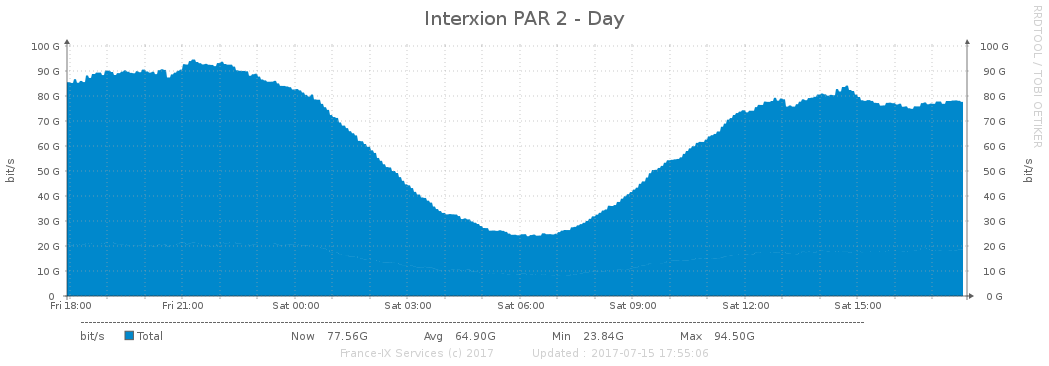 Interxion PAR 2 - Day
RRDTOOL / TOBI OETIKER
100 G 100 G
90 G 90 G
80 G 80 G
70 G 70 G
60 G 60 G
50 G 50 G
40 G 40 G
30 G 30 G
20 G 20 G
10 G 10 G
0 0 G
bit/s bit/s
Fri 18:00 Fri 21:00 Sat 00:00 Sat 03:00 Sat 06:00 Sat 09:00 Sat 12:00 Sat 15:00
bit/s Total Now 77.56G Avg 64.90G Min 23.84G Max 94.50G
France-IX Services (c) 2017 Updated : 2017-07-15 17:55:06